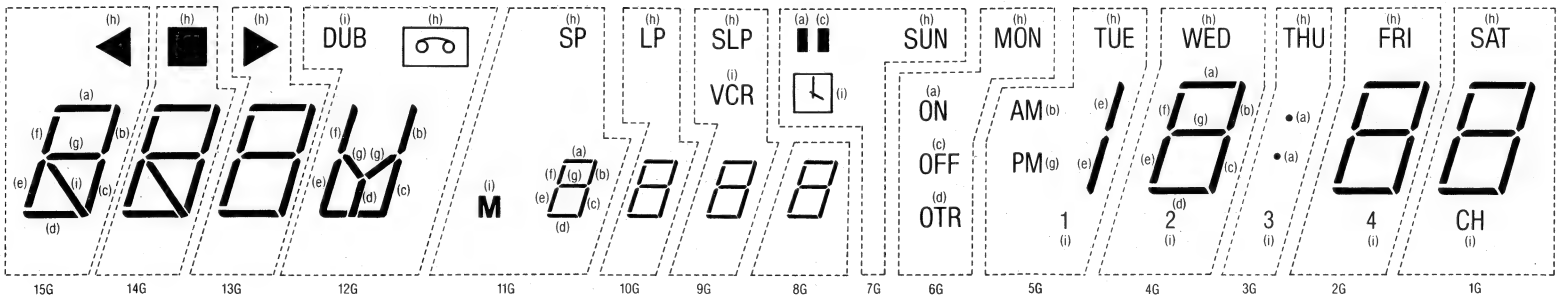 (h) (h) (h) (i) (h) (h) (h) (h) (a) (c) (h) (h) (h) (h) (h) (h) (h)
DUB SP LP SLP SUN MON TUE WED THU FRI SAT
(i) (a)
(a) VCR (i) (a) (e) (f) (b)
ON AM (b) (g) (a)
(f) (b) (f) (b)
(g) (g) (g) (c)
(a) OFF PM (g) (e) (e) (c) (a)
(e) (i) (c) (e) (d) (c) (i) (f) (g) (b) (d)
M (e) (c) OTR (d)
(d) (d) 1 2 3 4 CH
(i) (i) (i) (i) (i)
15G 14G 13G 12G 11G 10G 9G 8G 7G 6G 5G 4G 3G 2G 1G